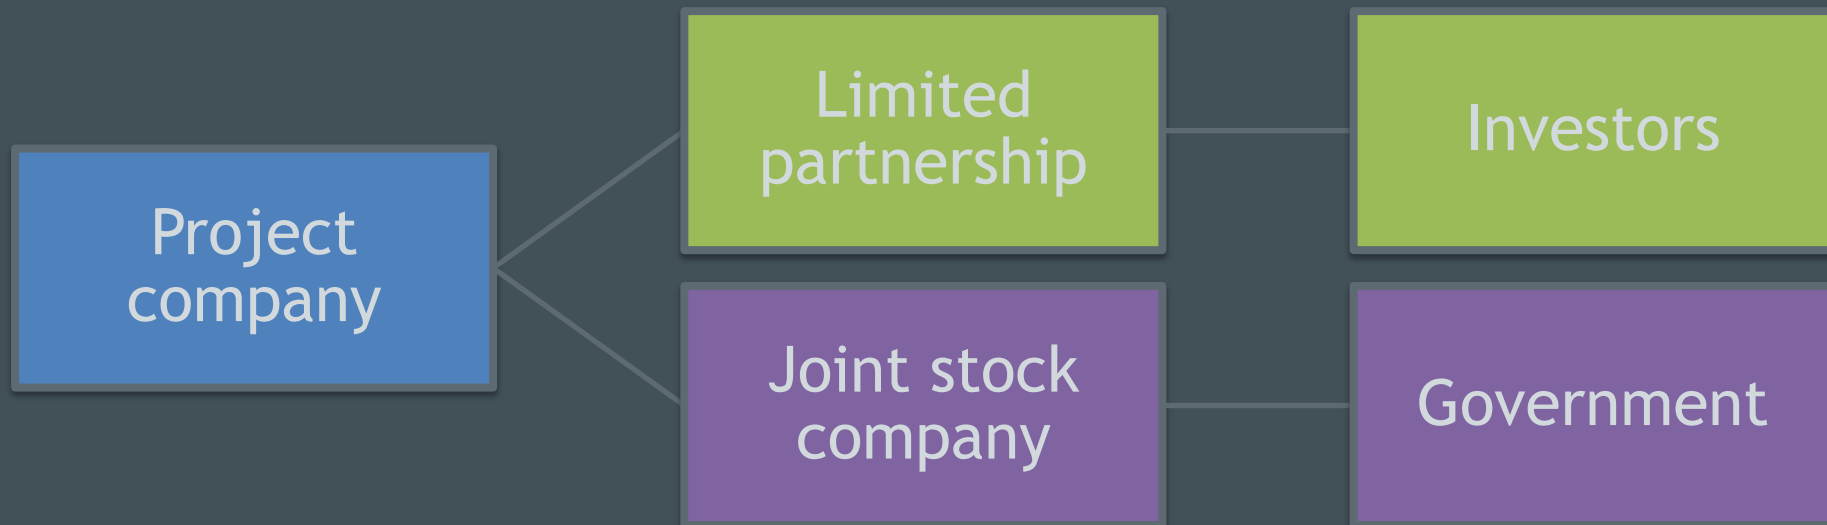 Project
company
Limited
partnership
Investors
Joint stock
company
Government